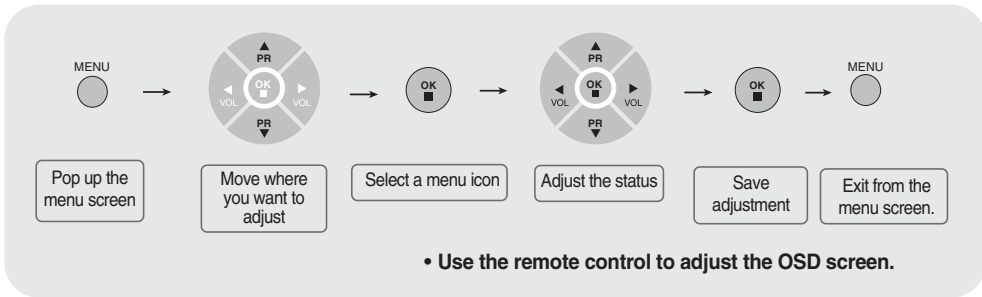 MENU
▲
PR
◀ VOL
OK
■
▶ VOL
PR
▼
OK
■
▲
PR
◀ VOL
OK
■
▶ VOL
PR
▼
OK
■
MENU
Pop up the
menu screen
Move where
you want to
adjust
Select a menu icon
Adjust the status
Save
adjustment
Exit from the
menu screen.
• Use the remote control to adjust the OSD screen.